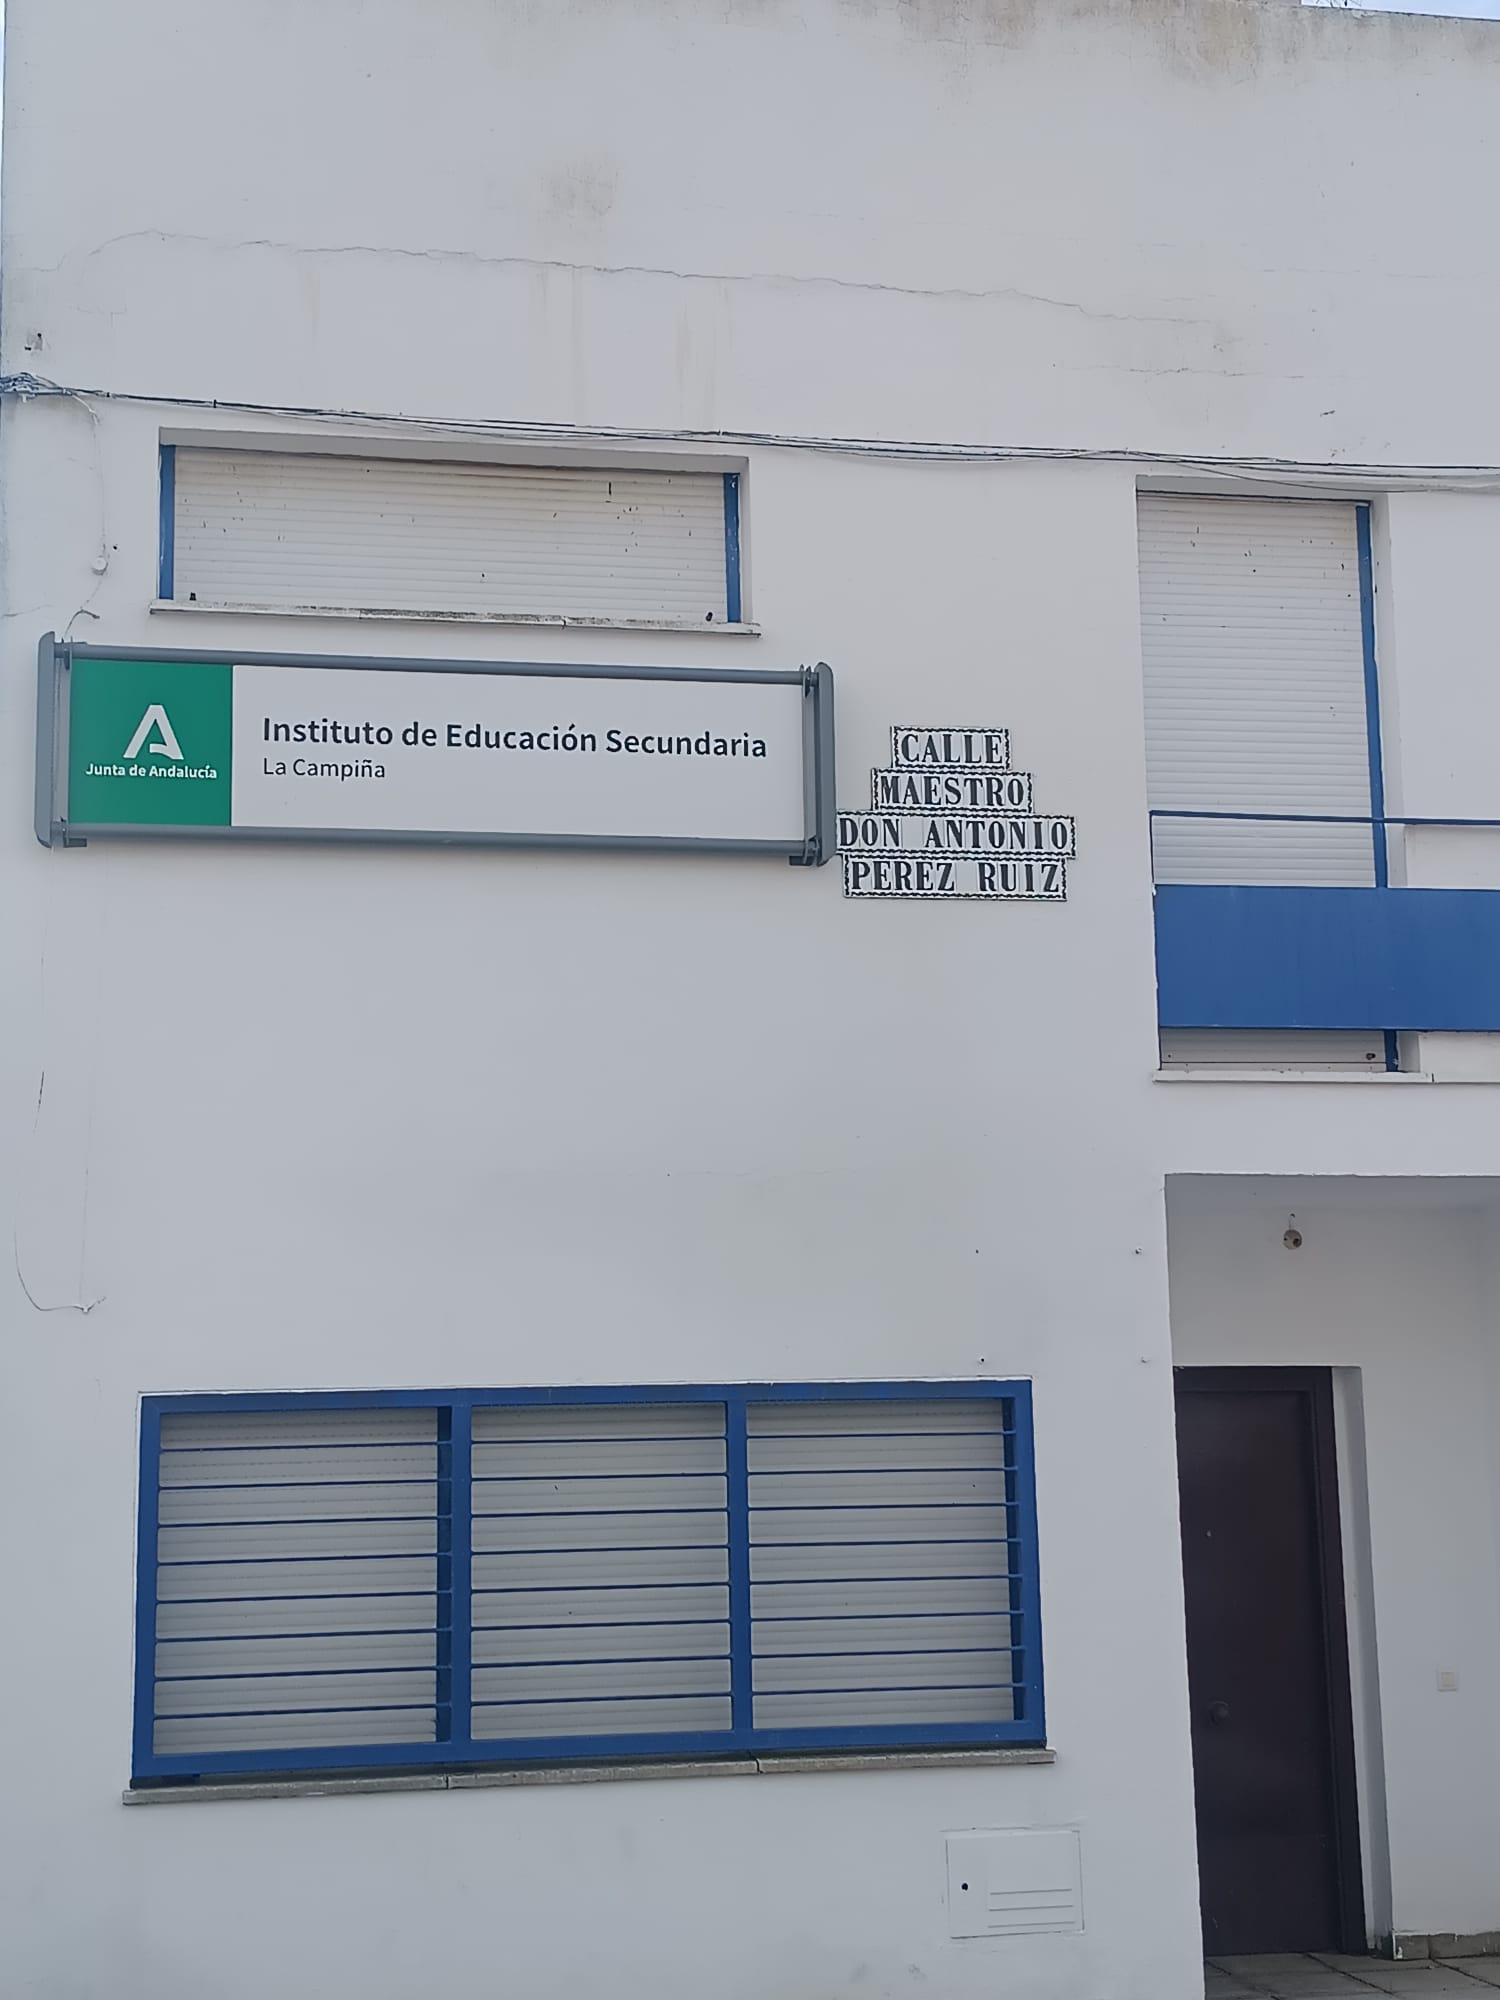 Junta de Andalucía
Instituto de Educación Secundaria
La Campiña
CALLE
MAESTRO
DON ANTONIO
PEREZ RUIZ